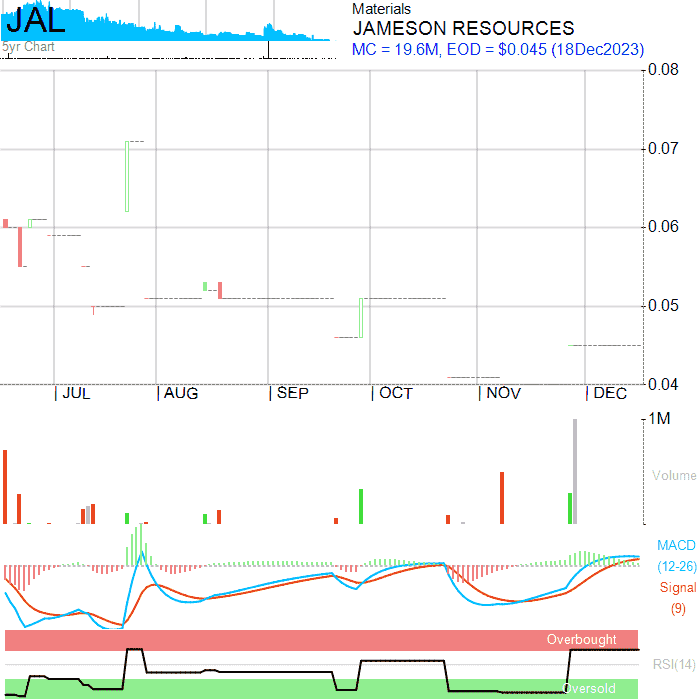 JAL
5yr Chart
Materials
JAMESON RESOURCES
MC = 19.6M, EOD = $0.045 (18Dec2023)
0.08
0.07
0.06
0.05
0.04
JUL AUG SEP OCT NOV DEC
1M
Volume
MACD
(12-26)
Signal
(9)
Overbought
RSI(14)
Oversold